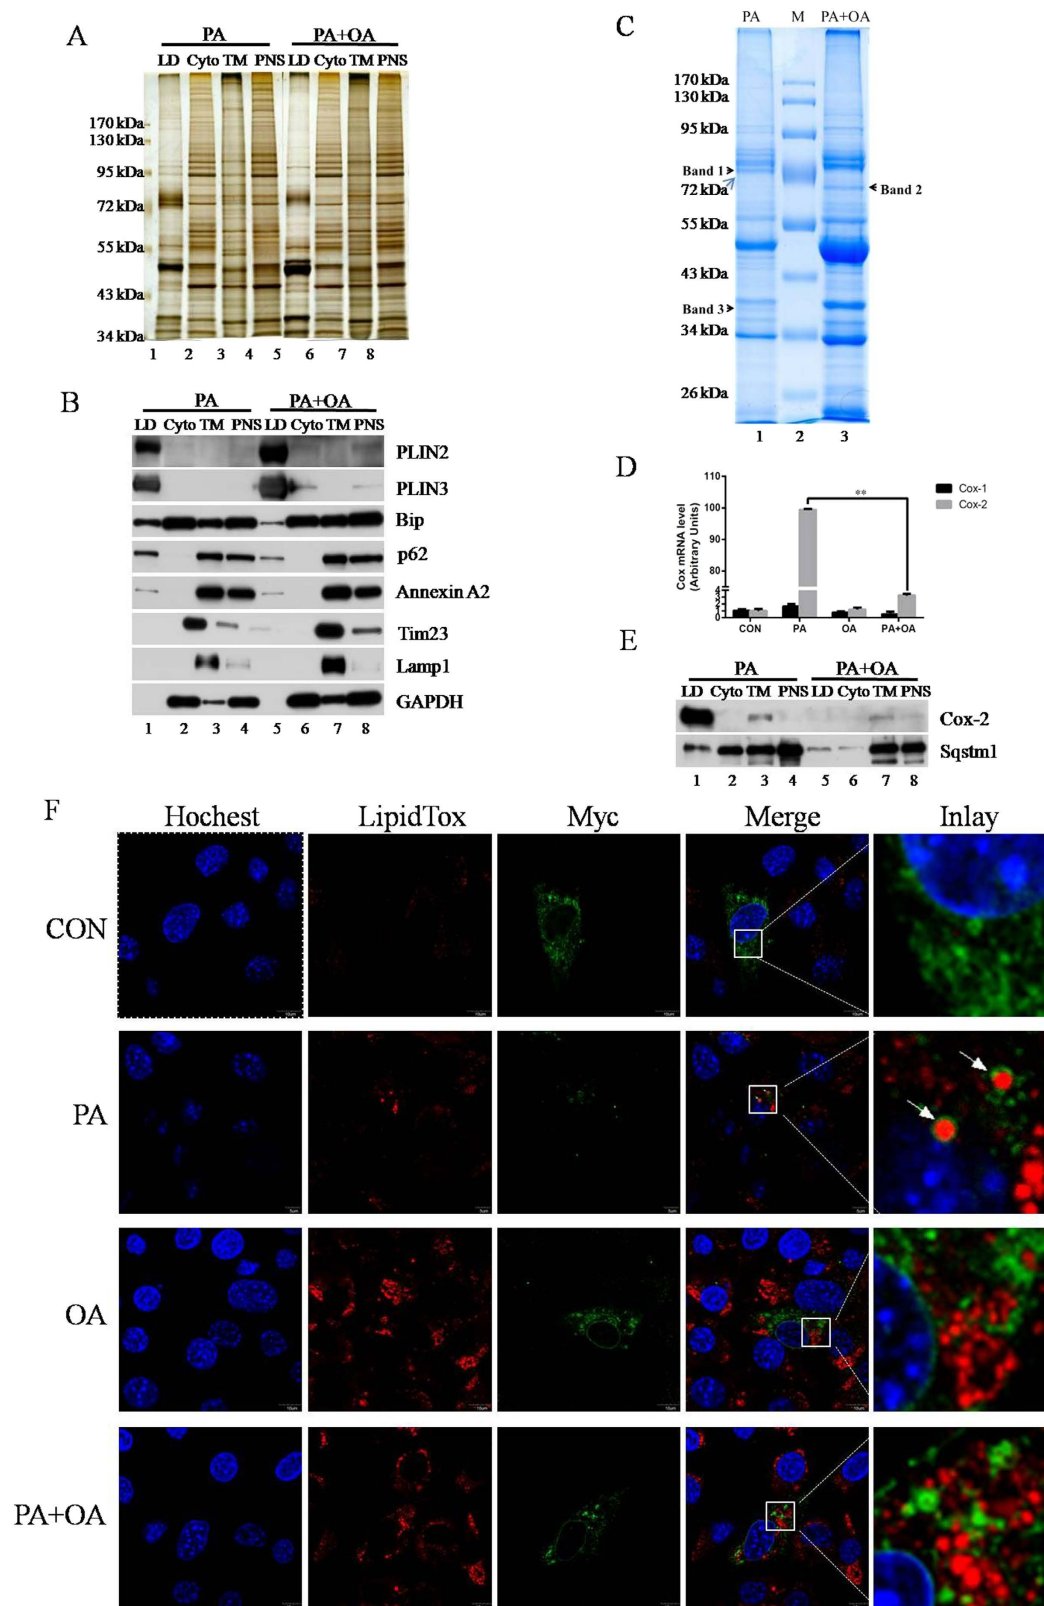 A
PA PA+OA
LD Cyto TM PNS LD Cyto TM PNS
170 kDa
130 kDa
95 kDa
72 kDa
55 kDa
43 kDa
34 kDa
1 2 3 4 5 6 7 8
B
PA PA+OA
LD Cyto TM PNS LD Cyto TM PNS
PLIN2
PLIN3
Bip
p62
Annexin A2
Tim23
Lamp1
GAPDH
1 2 3 4 5 6 7 8
C
PA M PA+OA
170 kDa
130 kDa
95 kDa
Band 1
72 kDa
Band 2
55 kDa
43 kDa
Band 3
34 kDa
26 kDa
1 2 3
D
Cox mRNA level
(Arbitrary Units)
110
100
90
80
4
3
2
1
0
**
Cox-1
Cox-2
CON PA OA PA+OA
E
PA PA+OA
LD Cyto TM PNS LD Cyto TM PNS
Cox-2
Sqstm1
1 2 3 4 5 6 7 8
F
Hochest LipidTox Myc Merge Inlay
CON
PA
OA
PA+OA